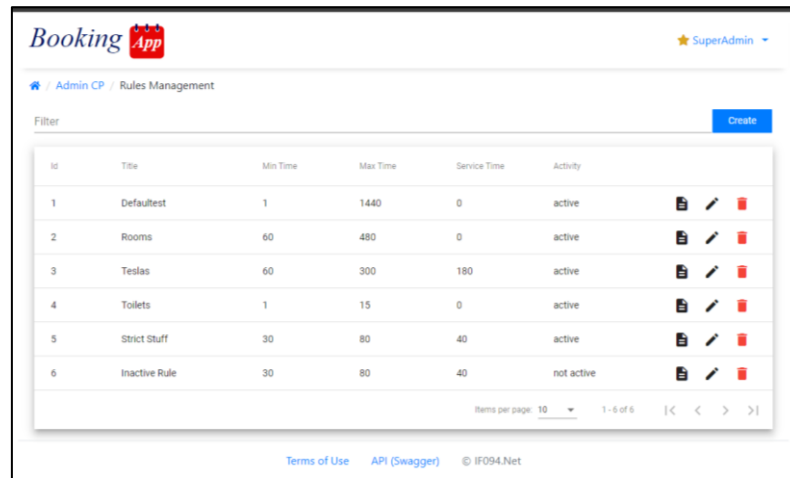 Booking App
SuperAdmin
/ Admin CP / Rules Management
Filter
Create
Id Title Min Time Max Time Service Time Activity
1 Defaultest 1 1440 0 active
2 Rooms 60 480 0 active
3 Teslas 60 300 180 active
4 Toilets 1 15 0 active
5 Strict Stuff 30 80 40 active
6 Inactive Rule 30 80 40 not active
Items per page: 10 1 - 6 of 6
Terms of Use API (Swagger) © IF094.Net